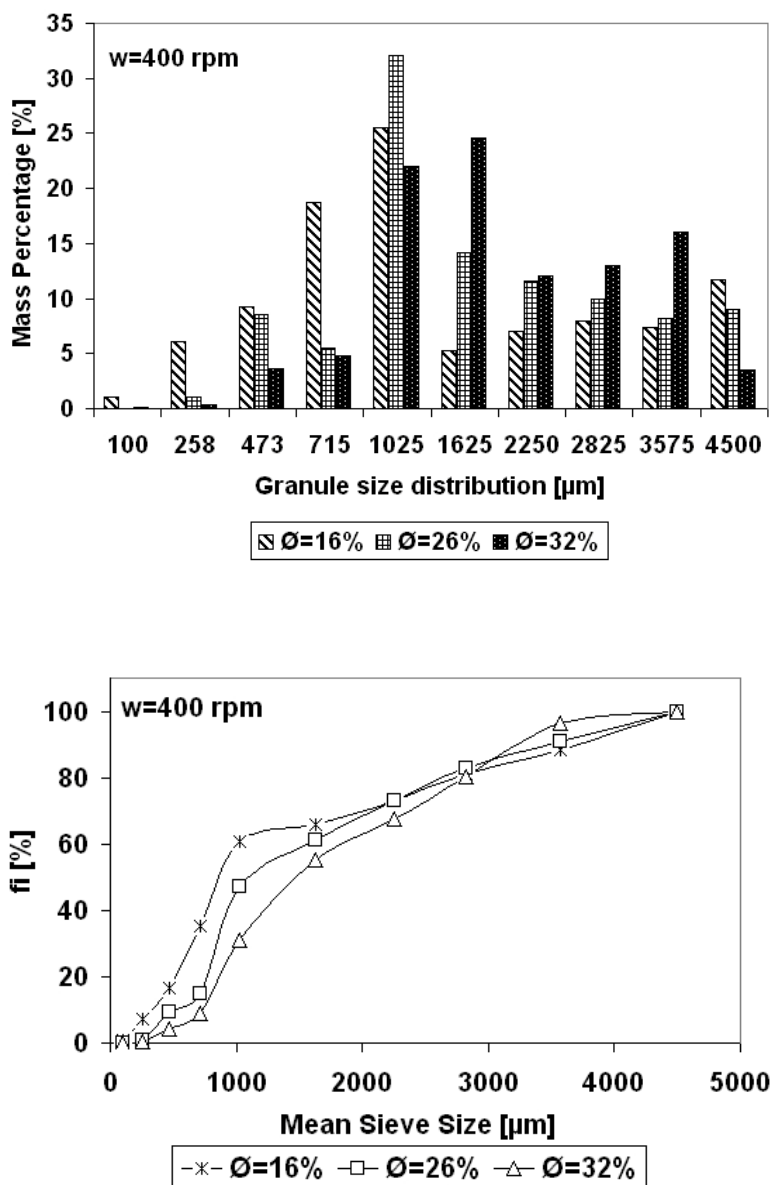 35
w=400 rpm
30
25
20
15
10
5
0
Mass Percentage [%]
100 258 473 715 1025 1625 2250 2825 3575 4500
Granule size distribution [µm]
Ø=16% Ø=26% Ø=32%
w=400 rpm
100
80
60
40
20
0
fi [%]
0 1000 2000 3000 4000 5000
Mean Sieve Size [µm]
Ø=16% Ø=26% Ø=32%